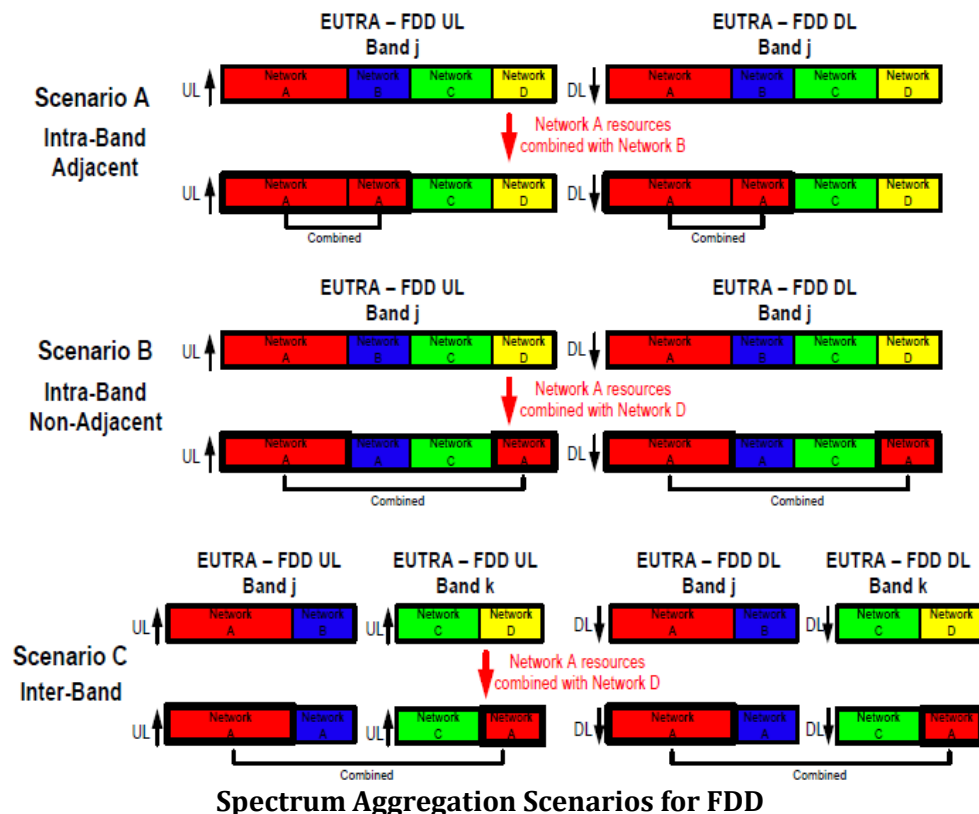 EUTRA – FDD UL
Band j
EUTRA – FDD DL
Band j
Scenario A
Intra-Band
Adjacent
UL
Network A
Network B
Network C
Network D
DL
Network A
Network B
Network C
Network D
Network A resources
combined with Network B
UL
Network A
Network A
Network C
Network D
Combined
DL
Network A
Network A
Network C
Network D
Combined
EUTRA – FDD UL
Band j
EUTRA – FDD DL
Band j
Scenario B
Intra-Band
Non-Adjacent
UL
Network A
Network B
Network C
Network D
DL
Network A
Network B
Network C
Network D
Network A resources
combined with Network D
UL
Network A
Network A
Network C
Network A
Combined
DL
Network A
Network A
Network C
Network A
Combined
EUTRA – FDD UL
Band j
EUTRA – FDD UL
Band k
EUTRA – FDD DL
Band j
EUTRA – FDD DL
Band k
Scenario C
Inter-Band
UL
Network A
Network B
UL
Network C
Network D
DL
Network A
Network B
DL
Network C
Network D
Network A resources
combined with Network D
UL
Network A
Network A
UL
Network C
Network A
Combined
DL
Network A
Network A
DL
Network C
Network A
Combined
Spectrum Aggregation Scenarios for FDD